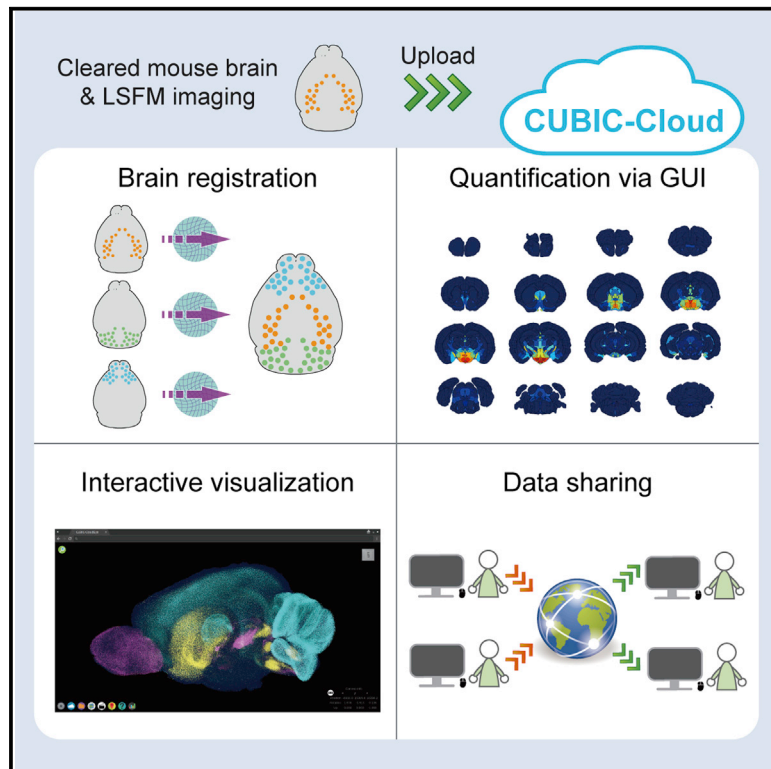 Cleared mouse brain
& LSFM imaging
Upload
CUBIC-Cloud
Brain registration
Quantification via GUI
Interactive visualization
Data sharing